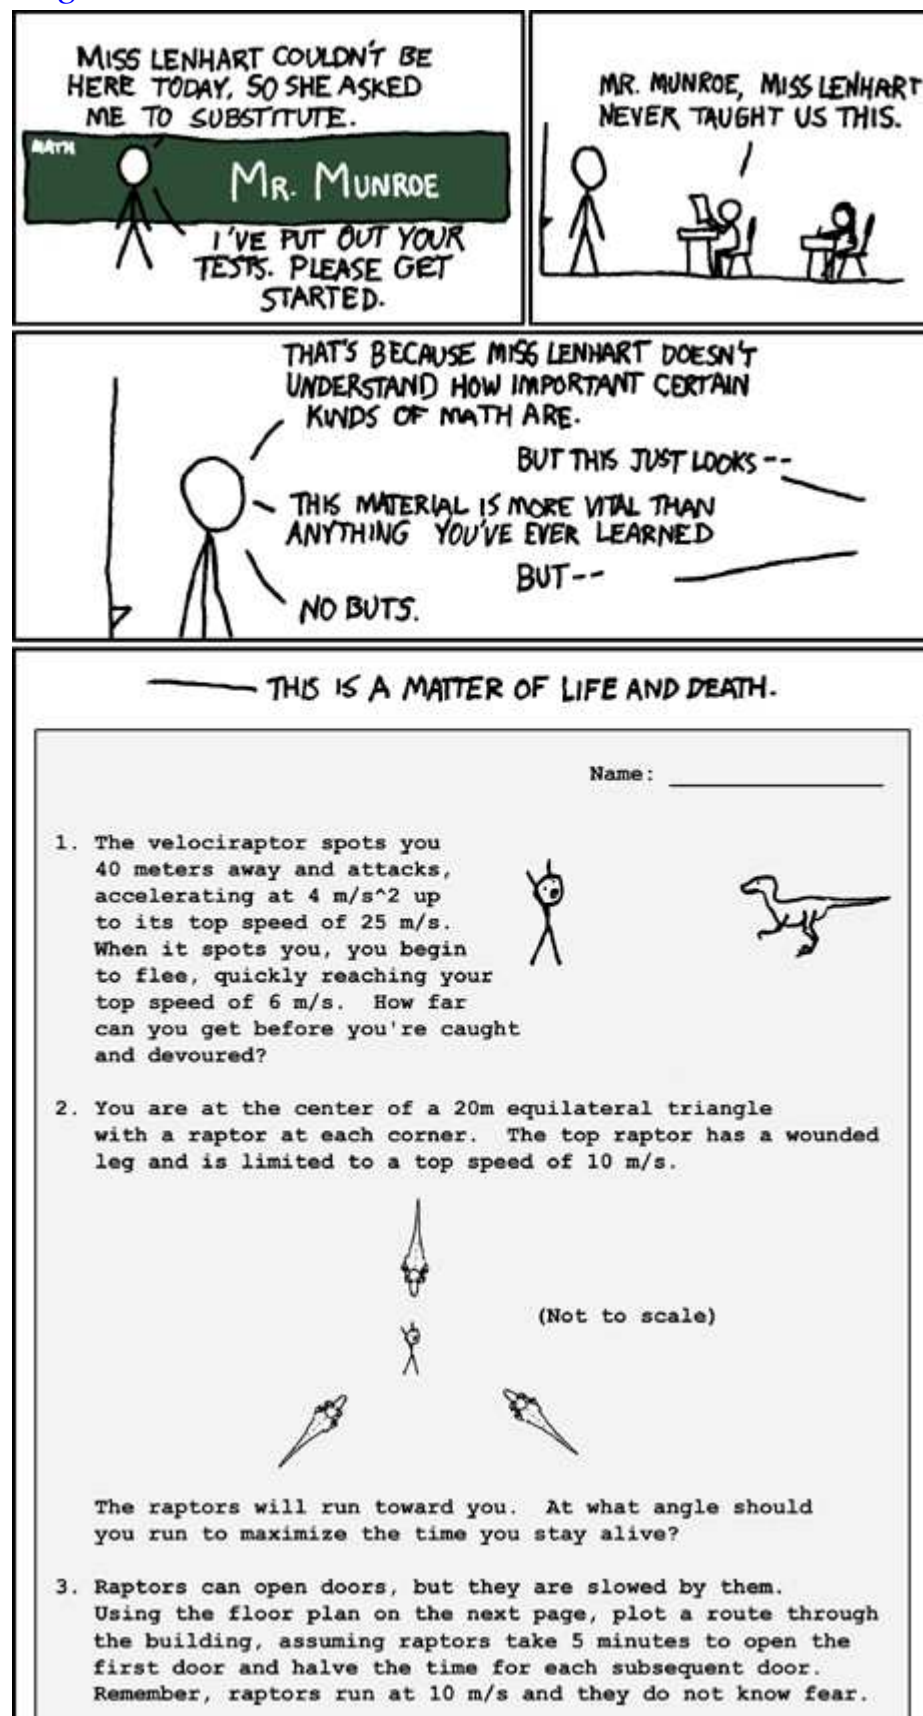 MISS LENHART COULDN'T BE
HERE TODAY, SO SHE ASKED
ME TO SUBSTITUTE.
MATH
MR. MUNROE
I'VE PUT OUT YOUR
TESTS. PLEASE GET
STARTED.
MR. MUNROE, MISS LENHART
NEVER TAUGHT US THIS.
THAT'S BECAUSE MISS LENHART DOESN'T
UNDERSTAND HOW IMPORTANT CERTAIN
KINDS OF MATH ARE.
BUT THIS JUST LOOKS --
THIS MATERIAL IS MORE VITAL THAN
ANYTHING YOU'VE EVER LEARNED
BUT --
NO BUTS.
THIS IS A MATTER OF LIFE AND DEATH.
Name:
1. The velociraptor spots you
40 meters away and attacks,
accelerating at 4 m/s^2 up
to its top speed of 25 m/s.
When it spots you, you begin
to flee, quickly reaching your
top speed of 6 m/s. How far
can you get before you're caught
and devoured?
2. You are at the center of a 20m equilateral triangle
with a raptor at each corner. The top raptor has a wounded
leg and is limited to a top speed of 10 m/s.
(Not to scale)
The raptors will run toward you. At what angle should
you run to maximize the time you stay alive?
3. Raptors can open doors, but they are slowed by them.
Using the floor plan on the next page, plot a route through
the building, assuming raptors take 5 minutes to open the
first door and halve the time for each subsequent door.
Remember, raptors run at 10 m/s and they do not know fear.